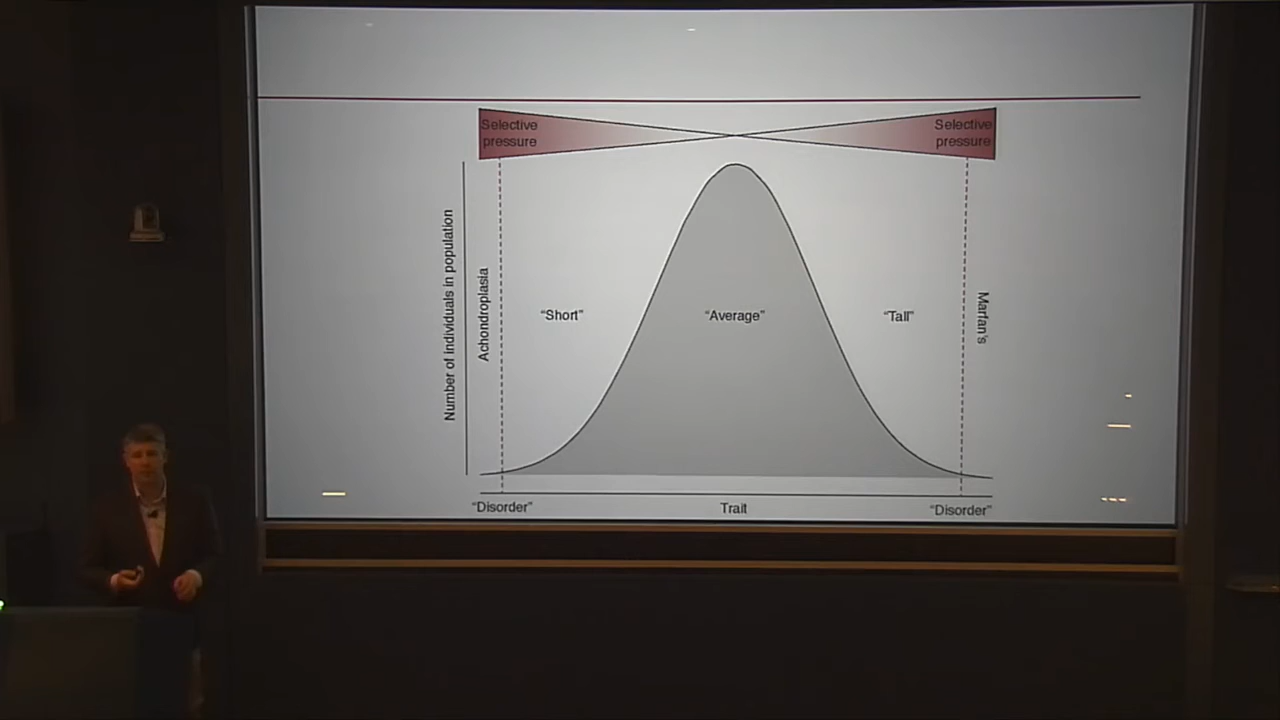 Selective
pressure
Selective
pressure
Number of individuals in population
Achondroplasia
“Short”
“Average”
“Tall”
Marfan's
“Disorder”
Trait
“Disorder”